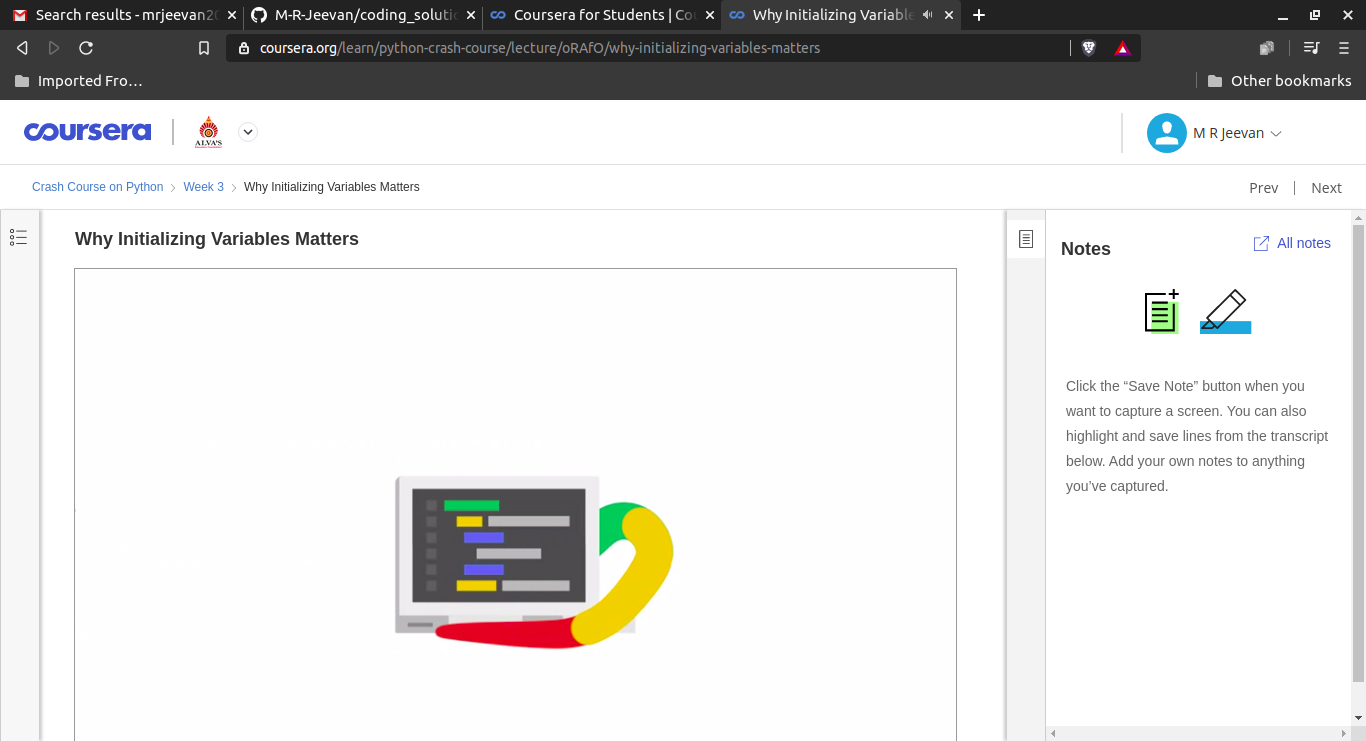 Search results - mrjeevan20
M-R-Jeevan/coding_solutio
Coursera for Students | Co
Why Initializing Variable
coursera.org/learn/python-crash-course/lecture/oRAfO/why-initializing-variables-matters
Imported Fro…
Other bookmarks
coursera
ALVA'S
M R Jeevan
Crash Course on Python
Week 3
Why Initializing Variables Matters
Prev
Next
Why Initializing Variables Matters
Notes
All notes
Click the “Save Note” button when you
want to capture a screen. You can also
highlight and save lines from the transcript
below. Add your own notes to anything
you’ve captured.